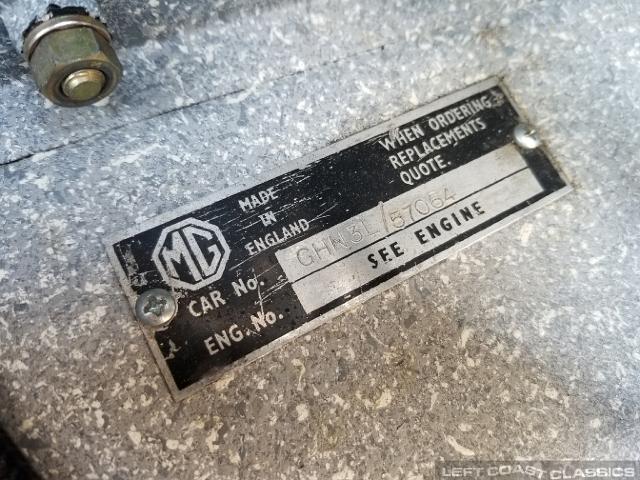 MG
MADE
IN
ENGLAND
WHEN ORDERING
REPLACEMENTS
QUOTE.
CAR No. GHN3L/57064
ENG. No. SEE ENGINE
LEFT COAST CLASSICS